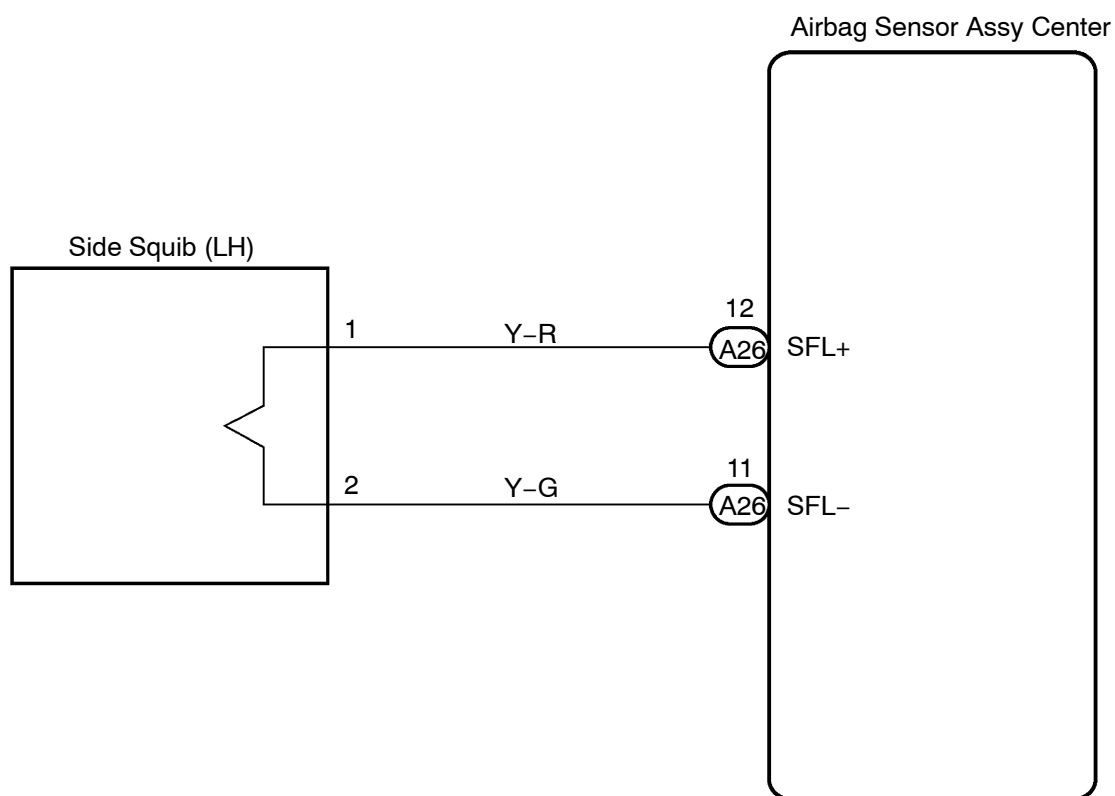 Airbag Sensor Assy Center
Side Squib (LH)
12
1
Y−R
A26
SFL+
11
2
Y−G
A26
SFL−